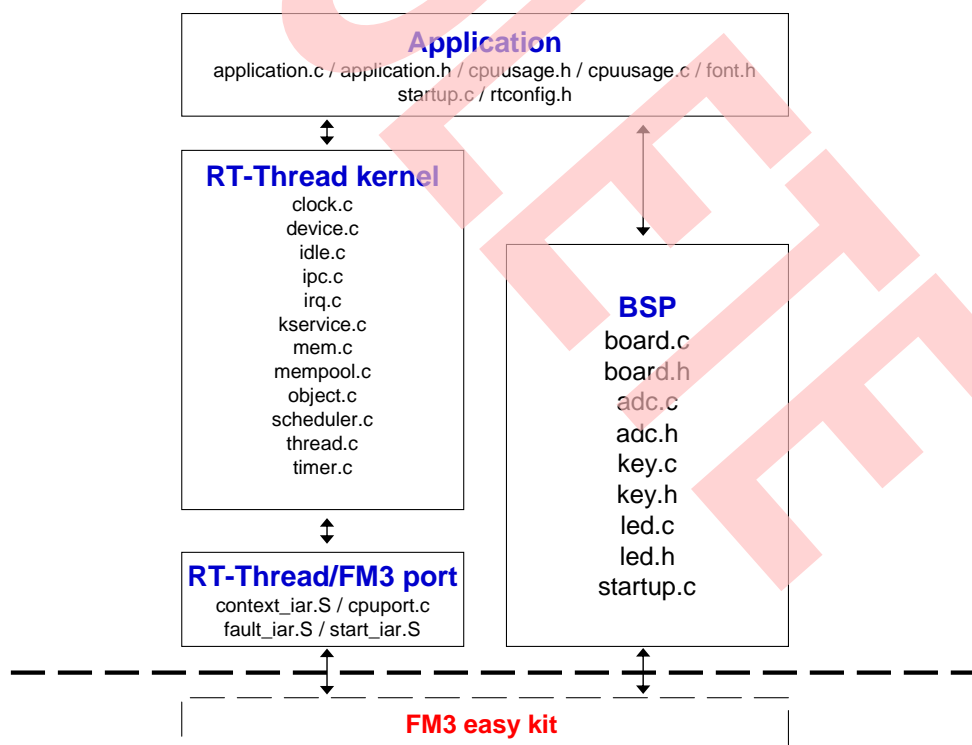 Application
application.c / application.h / cpuusage.h / cpuusage.c / font.h
startup.c / rtconfig.h
RT-Thread kernel
clock.c
device.c
idle.c
ipc.c
irq.c
kservice.c
mem.c
mempool.c
object.c
scheduler.c
thread.c
timer.c
BSP
board.c
board.h
adc.c
adc.h
key.c
key.h
led.c
led.h
startup.c
RT-Thread/FM3 port
context_iar.S / cpuport.c
fault_iar.S / start_iar.S
FM3 easy kit